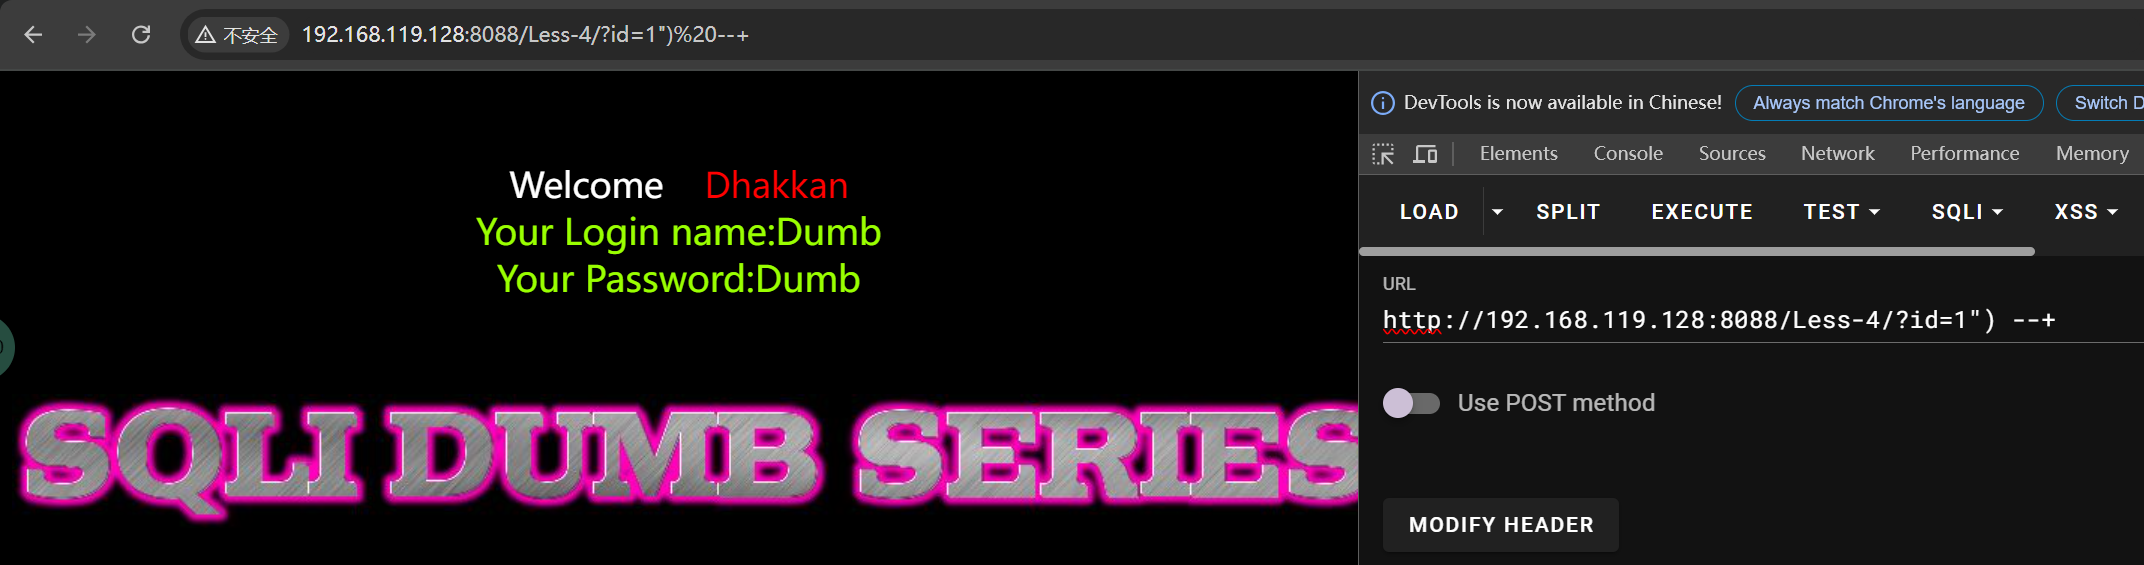 不安全 192.168.119.128:8088/Less-4/?id=1")%20--+
Welcome Dhakkan
Your Login name:Dumb
Your Password:Dumb
SQLI DUMB SERIES
DevTools is now available in Chinese! Always match Chrome's language Switch D
Elements Console Sources Network Performance Memory
LOAD SPLIT EXECUTE TEST SQLI XSS
URL
http://192.168.119.128:8088/Less-4/?id=1") --+
Use POST method
MODIFY HEADER